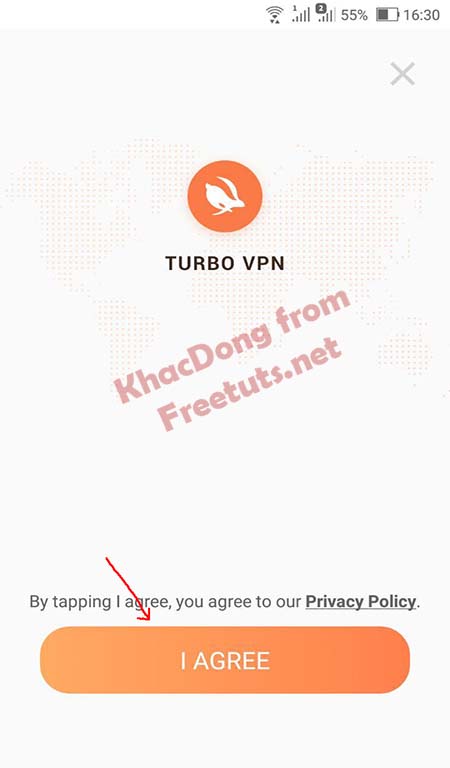 1 2 55% 16:30
TURBO VPN
KhacDong from
Freetuts.net
By tapping I agree, you agree to our Privacy Policy.
I AGREE